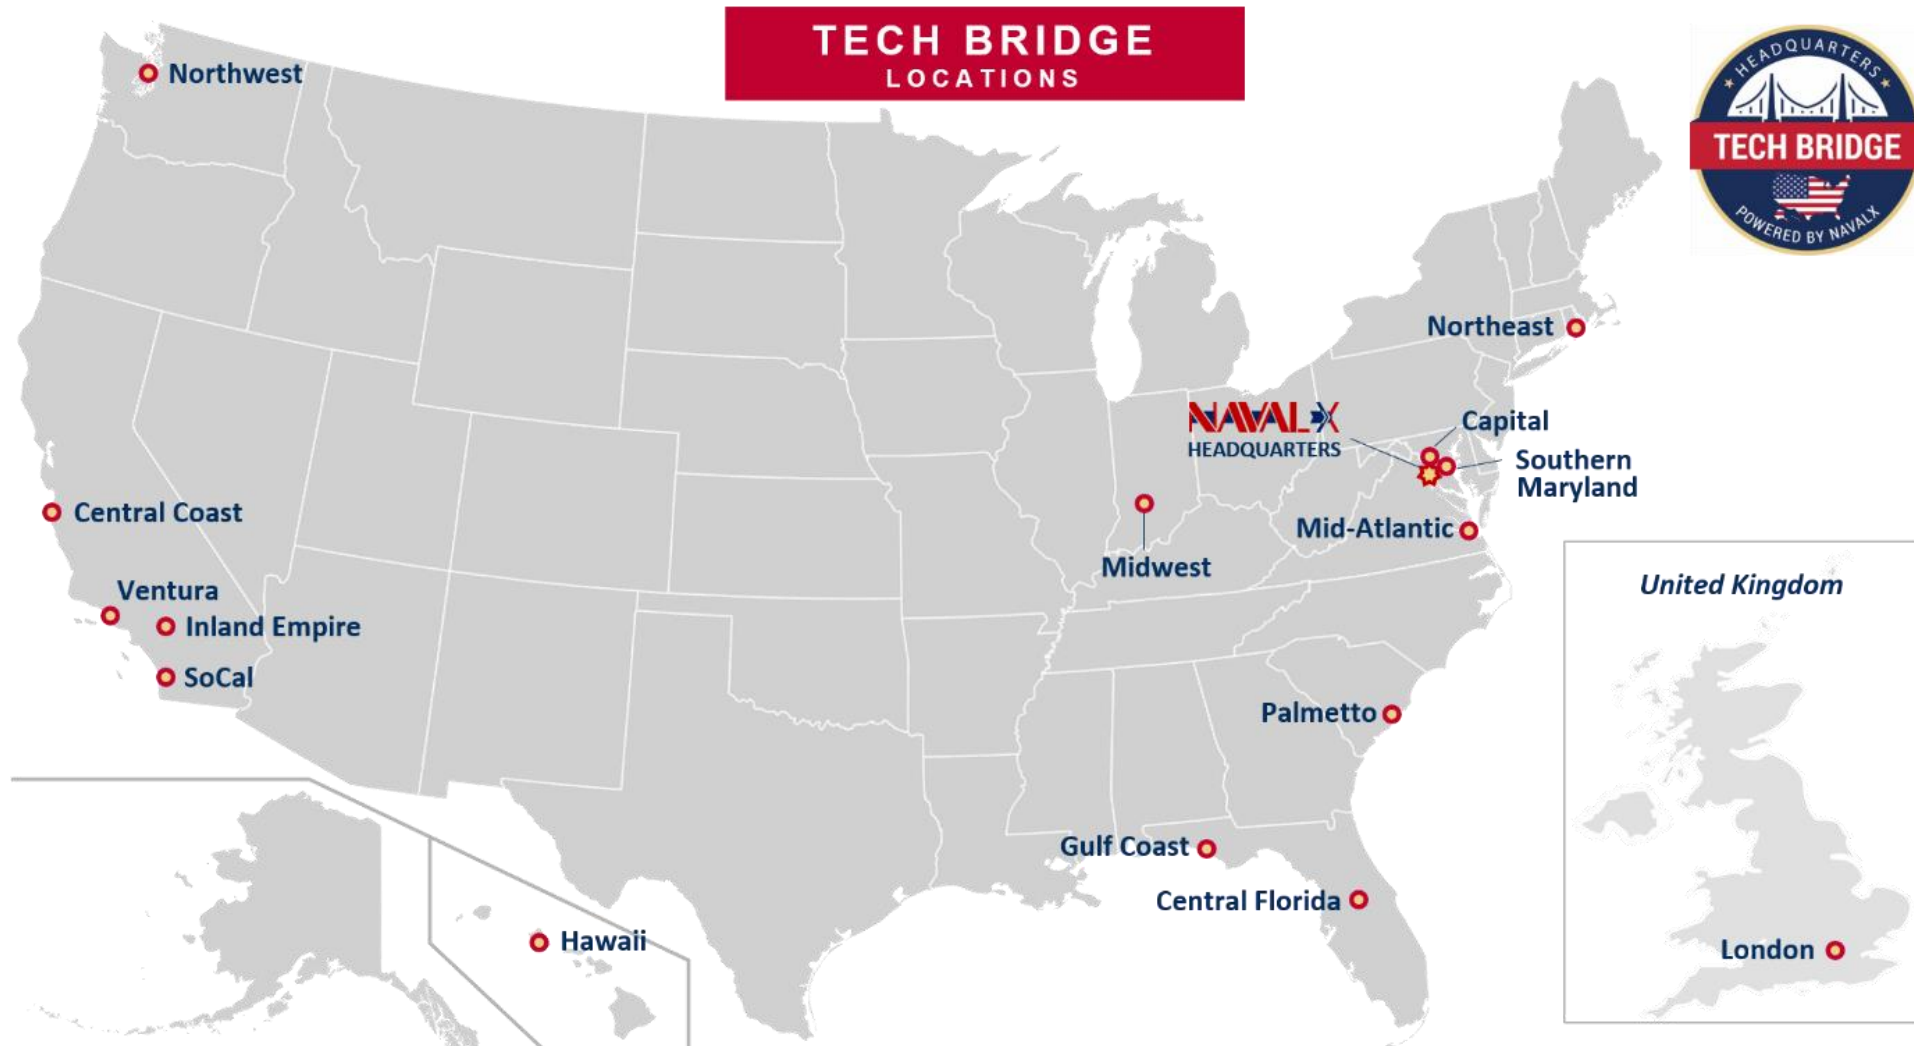 TECH BRIDGE
LOCATIONS
HEADQUARTERS
TECH BRIDGE
POWERED BY NAVALX
Northwest
Northeast
NAVALX
HEADQUARTERS
Capital
Southern
Maryland
Central Coast
Midwest
Mid-Atlantic
Ventura
Inland Empire
SoCal
United Kingdom
Palmetto
Gulf Coast
Central Florida
Hawaii
London